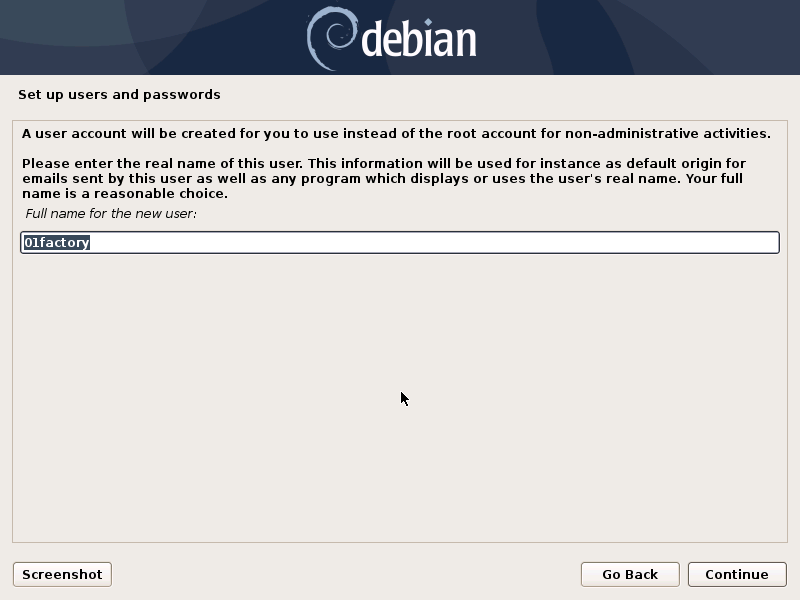 debian
Set up users and passwords
A user account will be created for you to use instead of the root account for non-administrative activities.
Please enter the real name of this user. This information will be used for instance as default origin for
emails sent by this user as well as any program which displays or uses the user's real name. Your full
name is a reasonable choice.
Full name for the new user:
01factory
Screenshot
Go Back
Continue